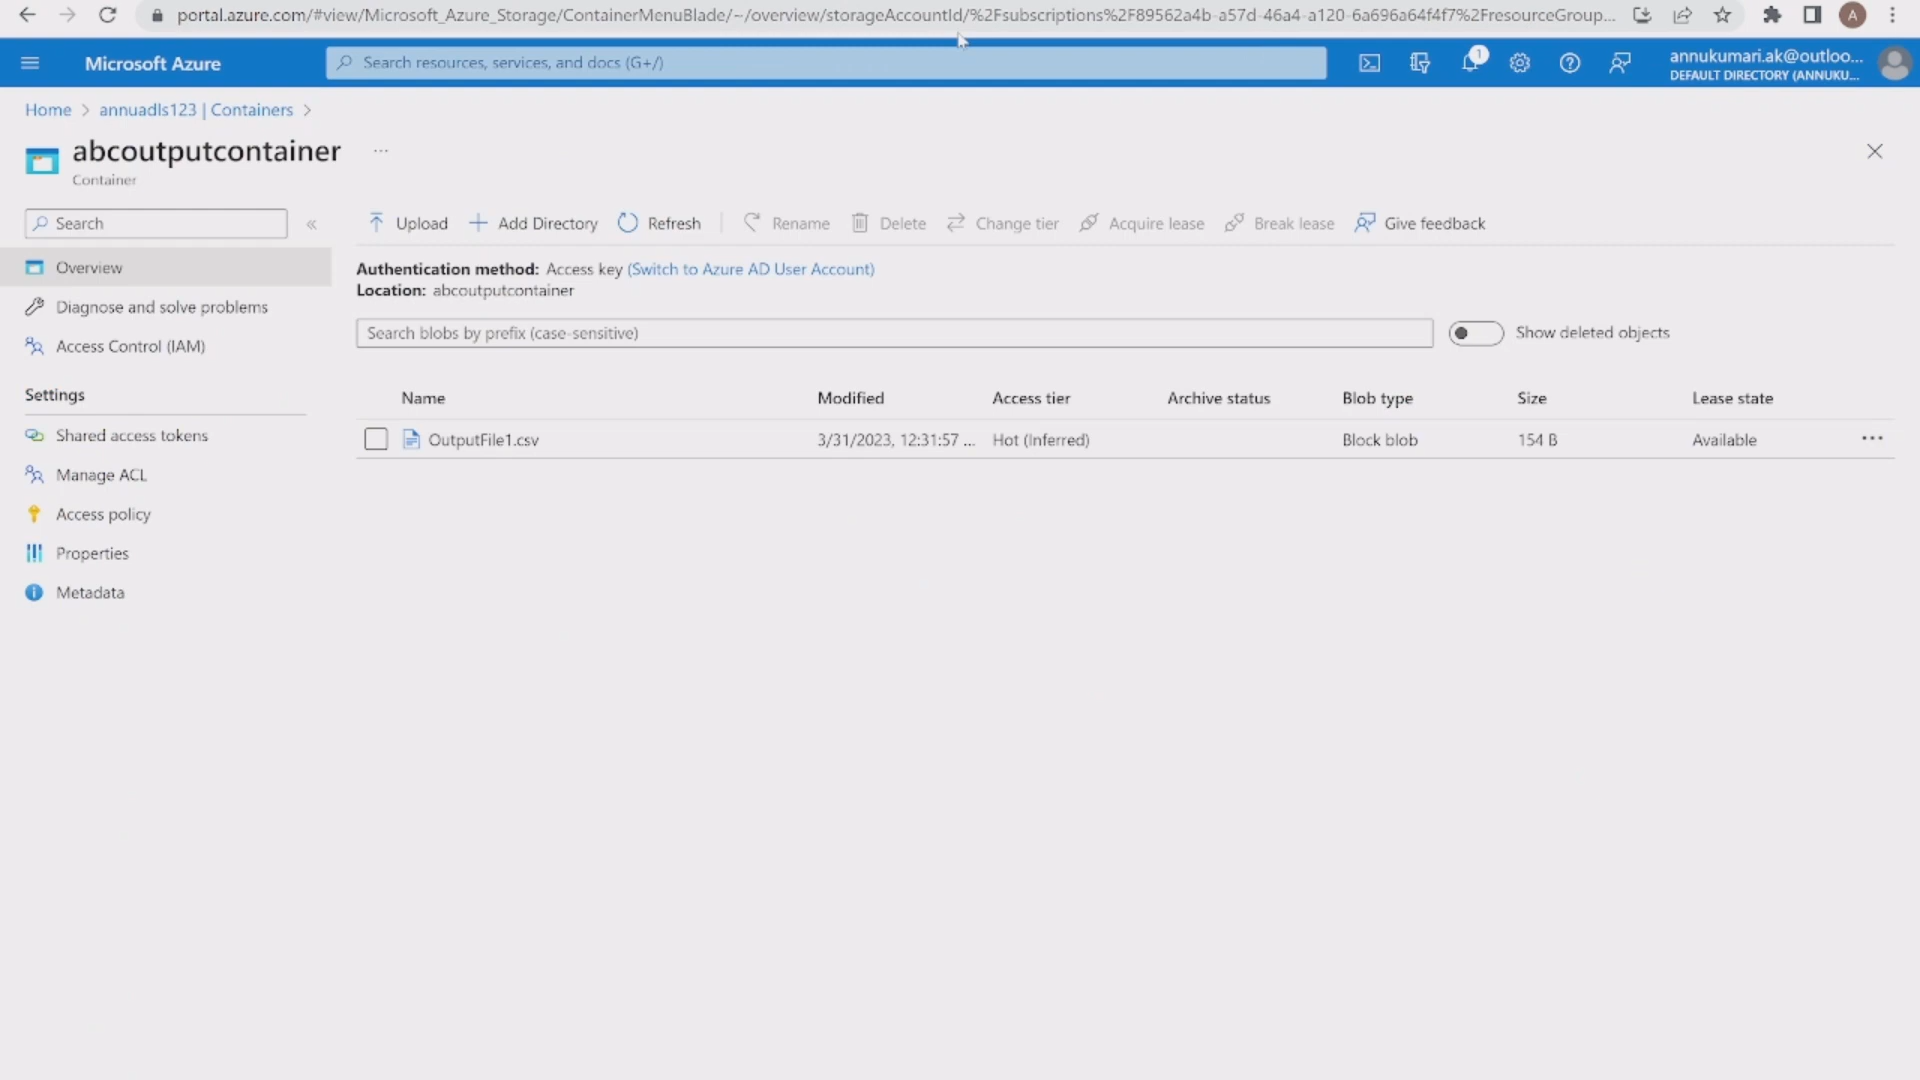 portal.azure.com/#view/Microsoft_Azure_Storage/ContainerMenuBlade/~/overview/storageAccountId/%2Fsubscriptions%2F89562a4b-a57d-46a4-a120-6a696a64f4f7%2FresourceGroup...
A
Microsoft Azure
Search resources, services, and docs (G+/)
1
annukumari.ak@outloo...
DEFAULT DIRECTORY (ANNUKU...
Home > annuadls123 | Containers >
abcoutputcontainer ...
Container
Search «
Upload Add Directory Refresh Rename Delete Change tier Acquire lease Break lease Give feedback
Overview
Diagnose and solve problems
Access Control (IAM)
Settings
Shared access tokens
Manage ACL
Access policy
Properties
Metadata
Authentication method: Access key (Switch to Azure AD User Account)
Location: abcoutputcontainer
Search blobs by prefix (case-sensitive)
Show deleted objects
Name Modified Access tier Archive status Blob type Size Lease state
OutputFile1.csv 3/31/2023, 12:31:57 ... Hot (Inferred) Block blob 154 B Available ...